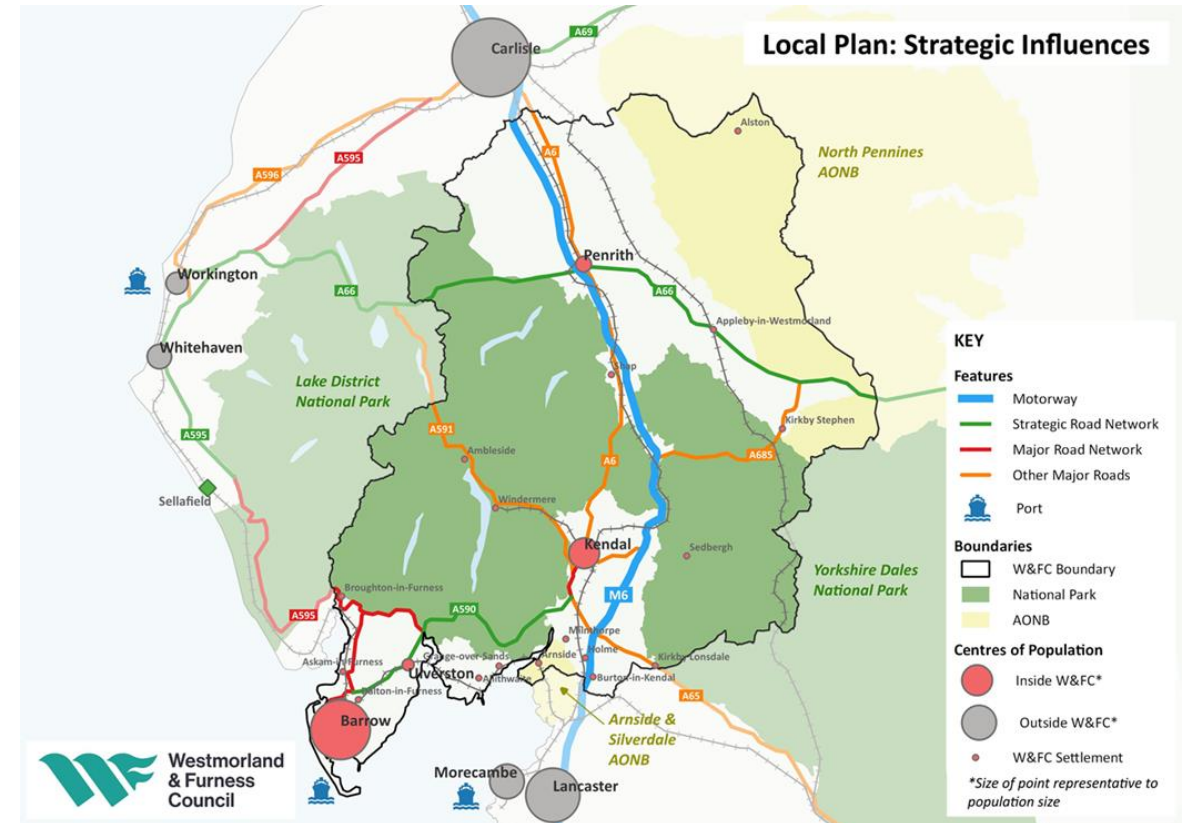 Local Plan: Strategic Influences
Carlisle
A69
Alston
A6
North Pennines
AONB
A595
A596
Penrith
Workington
A66
A66
Appleby-in-Westmorland
Whitehaven
Shap
Lake District
National Park
Kirkby Stephen
A591
A595
Ambleside
A6
A685
Sellafield
Windermere
Kendal
Sedbergh
Yorkshire Dales
National Park
Broughton-in-Furness
M6
A590
A595
Milnthorpe
Askam-in-Furness
Grange-over-Sands
Arnside
Holme
Kirkby Lonsdale
Ulverston
Allithwaite
Burton-in-Kendal
Dalton-in-Furness
A65
Barrow
Arnside &
Silverdale
AONB
Morecambe
Lancaster
KEY
Features
Motorway
Strategic Road Network
Major Road Network
Other Major Roads
Port
Boundaries
W&FC Boundary
National Park
AONB
Centres of Population
Inside W&FC*
Outside W&FC*
W&FC Settlement
*Size of point representative to
population size
Westmorland
& Furness
Council